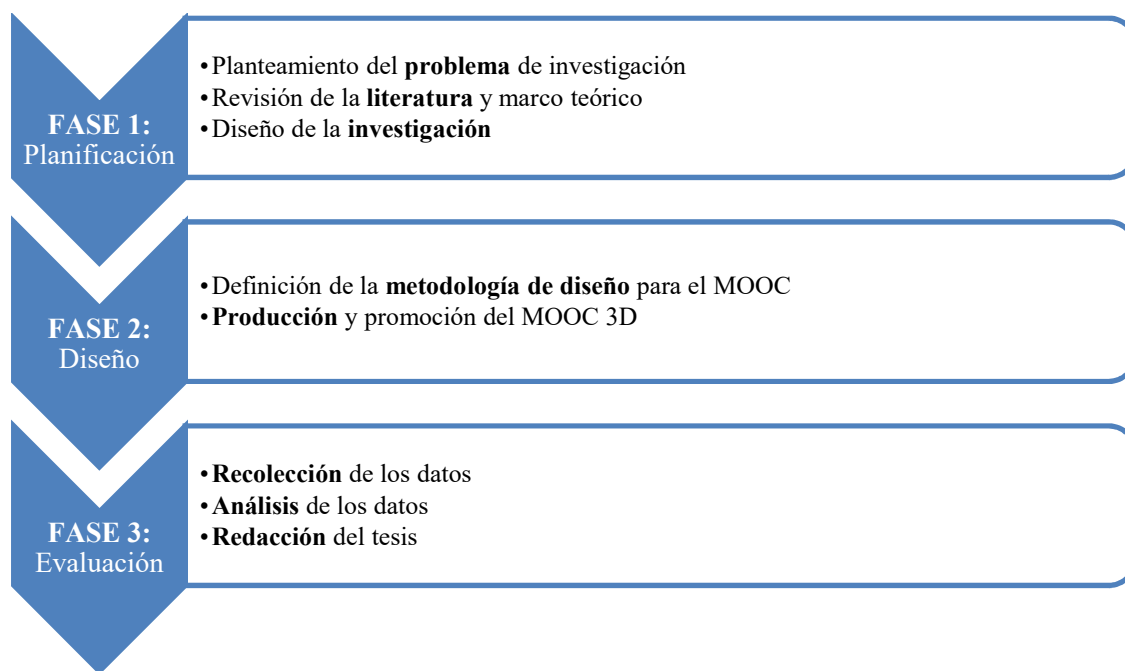 FASE 1:
Planificación
•Planteamiento del problema de investigación
•Revisión de la literatura y marco teórico
•Diseño de la investigación
FASE 2:
Diseño
•Definición de la metodología de diseño para el MOOC
•Producción y promoción del MOOC 3D
FASE 3:
Evaluación
•Recolección de los datos
•Análisis de los datos
•Redacción del tesis